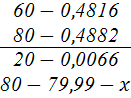 60 – 0,4816
80 – 0,4882
20 – 0,0066
80 – 79,99 – x